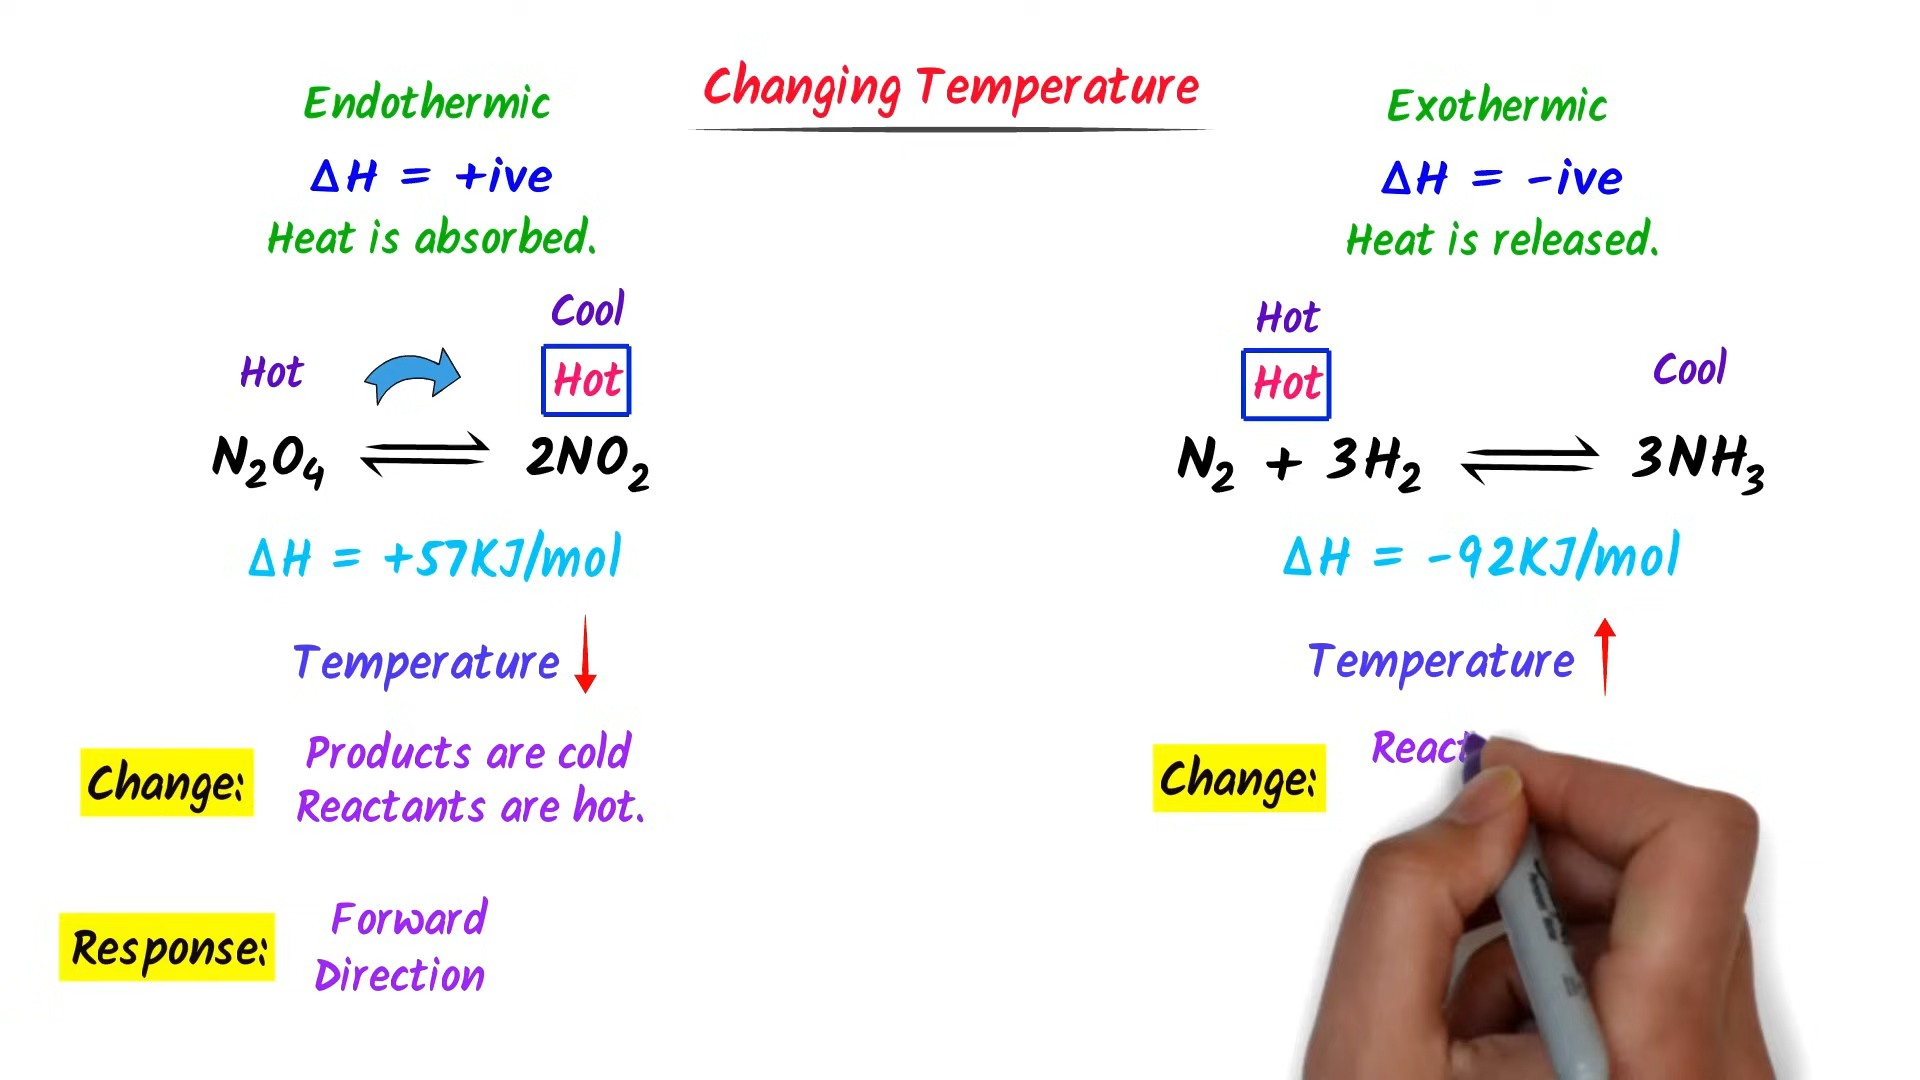 Changing Temperature
Endothermic
ΔH = +ive
Heat is absorbed.
Cool
Hot
Hot
N₂O₄ ⇌ 2NO₂
ΔH = +57KJ/mol
Temperature ↓
Change:
Products are cold
Reactants are hot.
Response:
Forward
Direction
Exothermic
ΔH = -ive
Heat is released.
Hot
Hot
Cool
N₂ + 3H₂ ⇌ 3NH₃
ΔH = -92KJ/mol
Temperature ↑
Change:
React